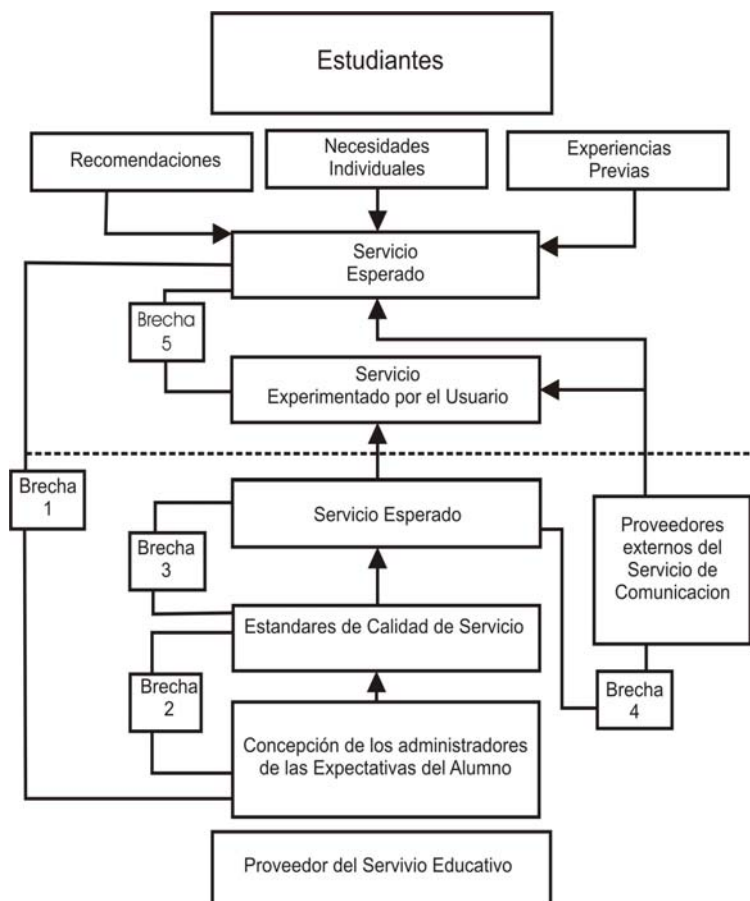 Estudiantes
Recomendaciones
Necesidades
Individuales
Experiencias
Previas
Servicio
Esperado
Brecha
5
Servicio
Experimentado por el Usuario
Brecha
1
Servicio Esperado
Proveedores
externos del
Servicio de
Comunicacion
Brecha
3
Estandares de Calidad de Servicio
Brecha
2
Brecha
4
Concepción de los administradores
de las Expectativas del Alumno
Proveedor del Servivio Educativo